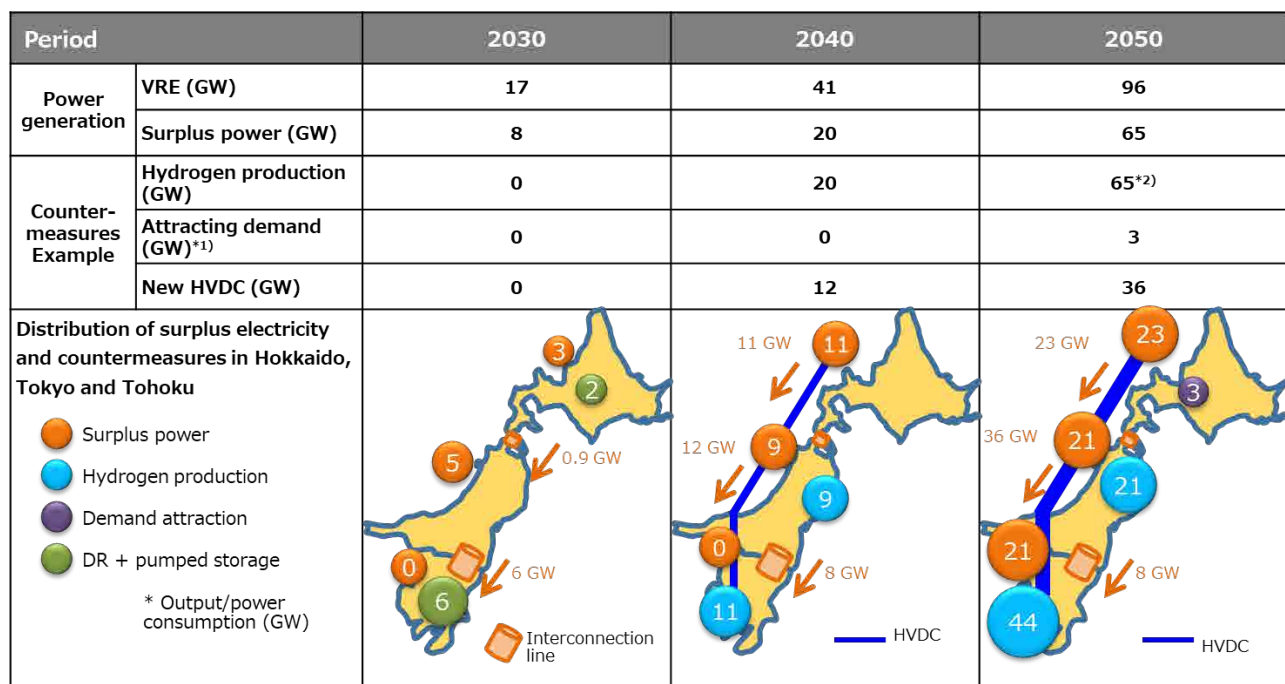 Period
2030
2040
2050
Power
generation
VRE (GW)
17
41
96
Surplus power (GW)
8
20
65
Counter-
measures
Example
Hydrogen production
(GW)
0
20
65*2)
Attracting demand
(GW)*1)
0
0
3
New HVDC (GW)
0
12
36
Distribution of surplus electricity
and countermeasures in Hokkaido,
Tokyo and Tohoku
Surplus power
Hydrogen production
Demand attraction
DR + pumped storage
* Output/power
consumption (GW)
3
2
5
0.9 GW
0
6 GW
6
Interconnection
line
11 GW
11
12 GW
9
9
0
8 GW
11
HVDC
23 GW
23
3
36 GW
21
21
21
8 GW
44
HVDC